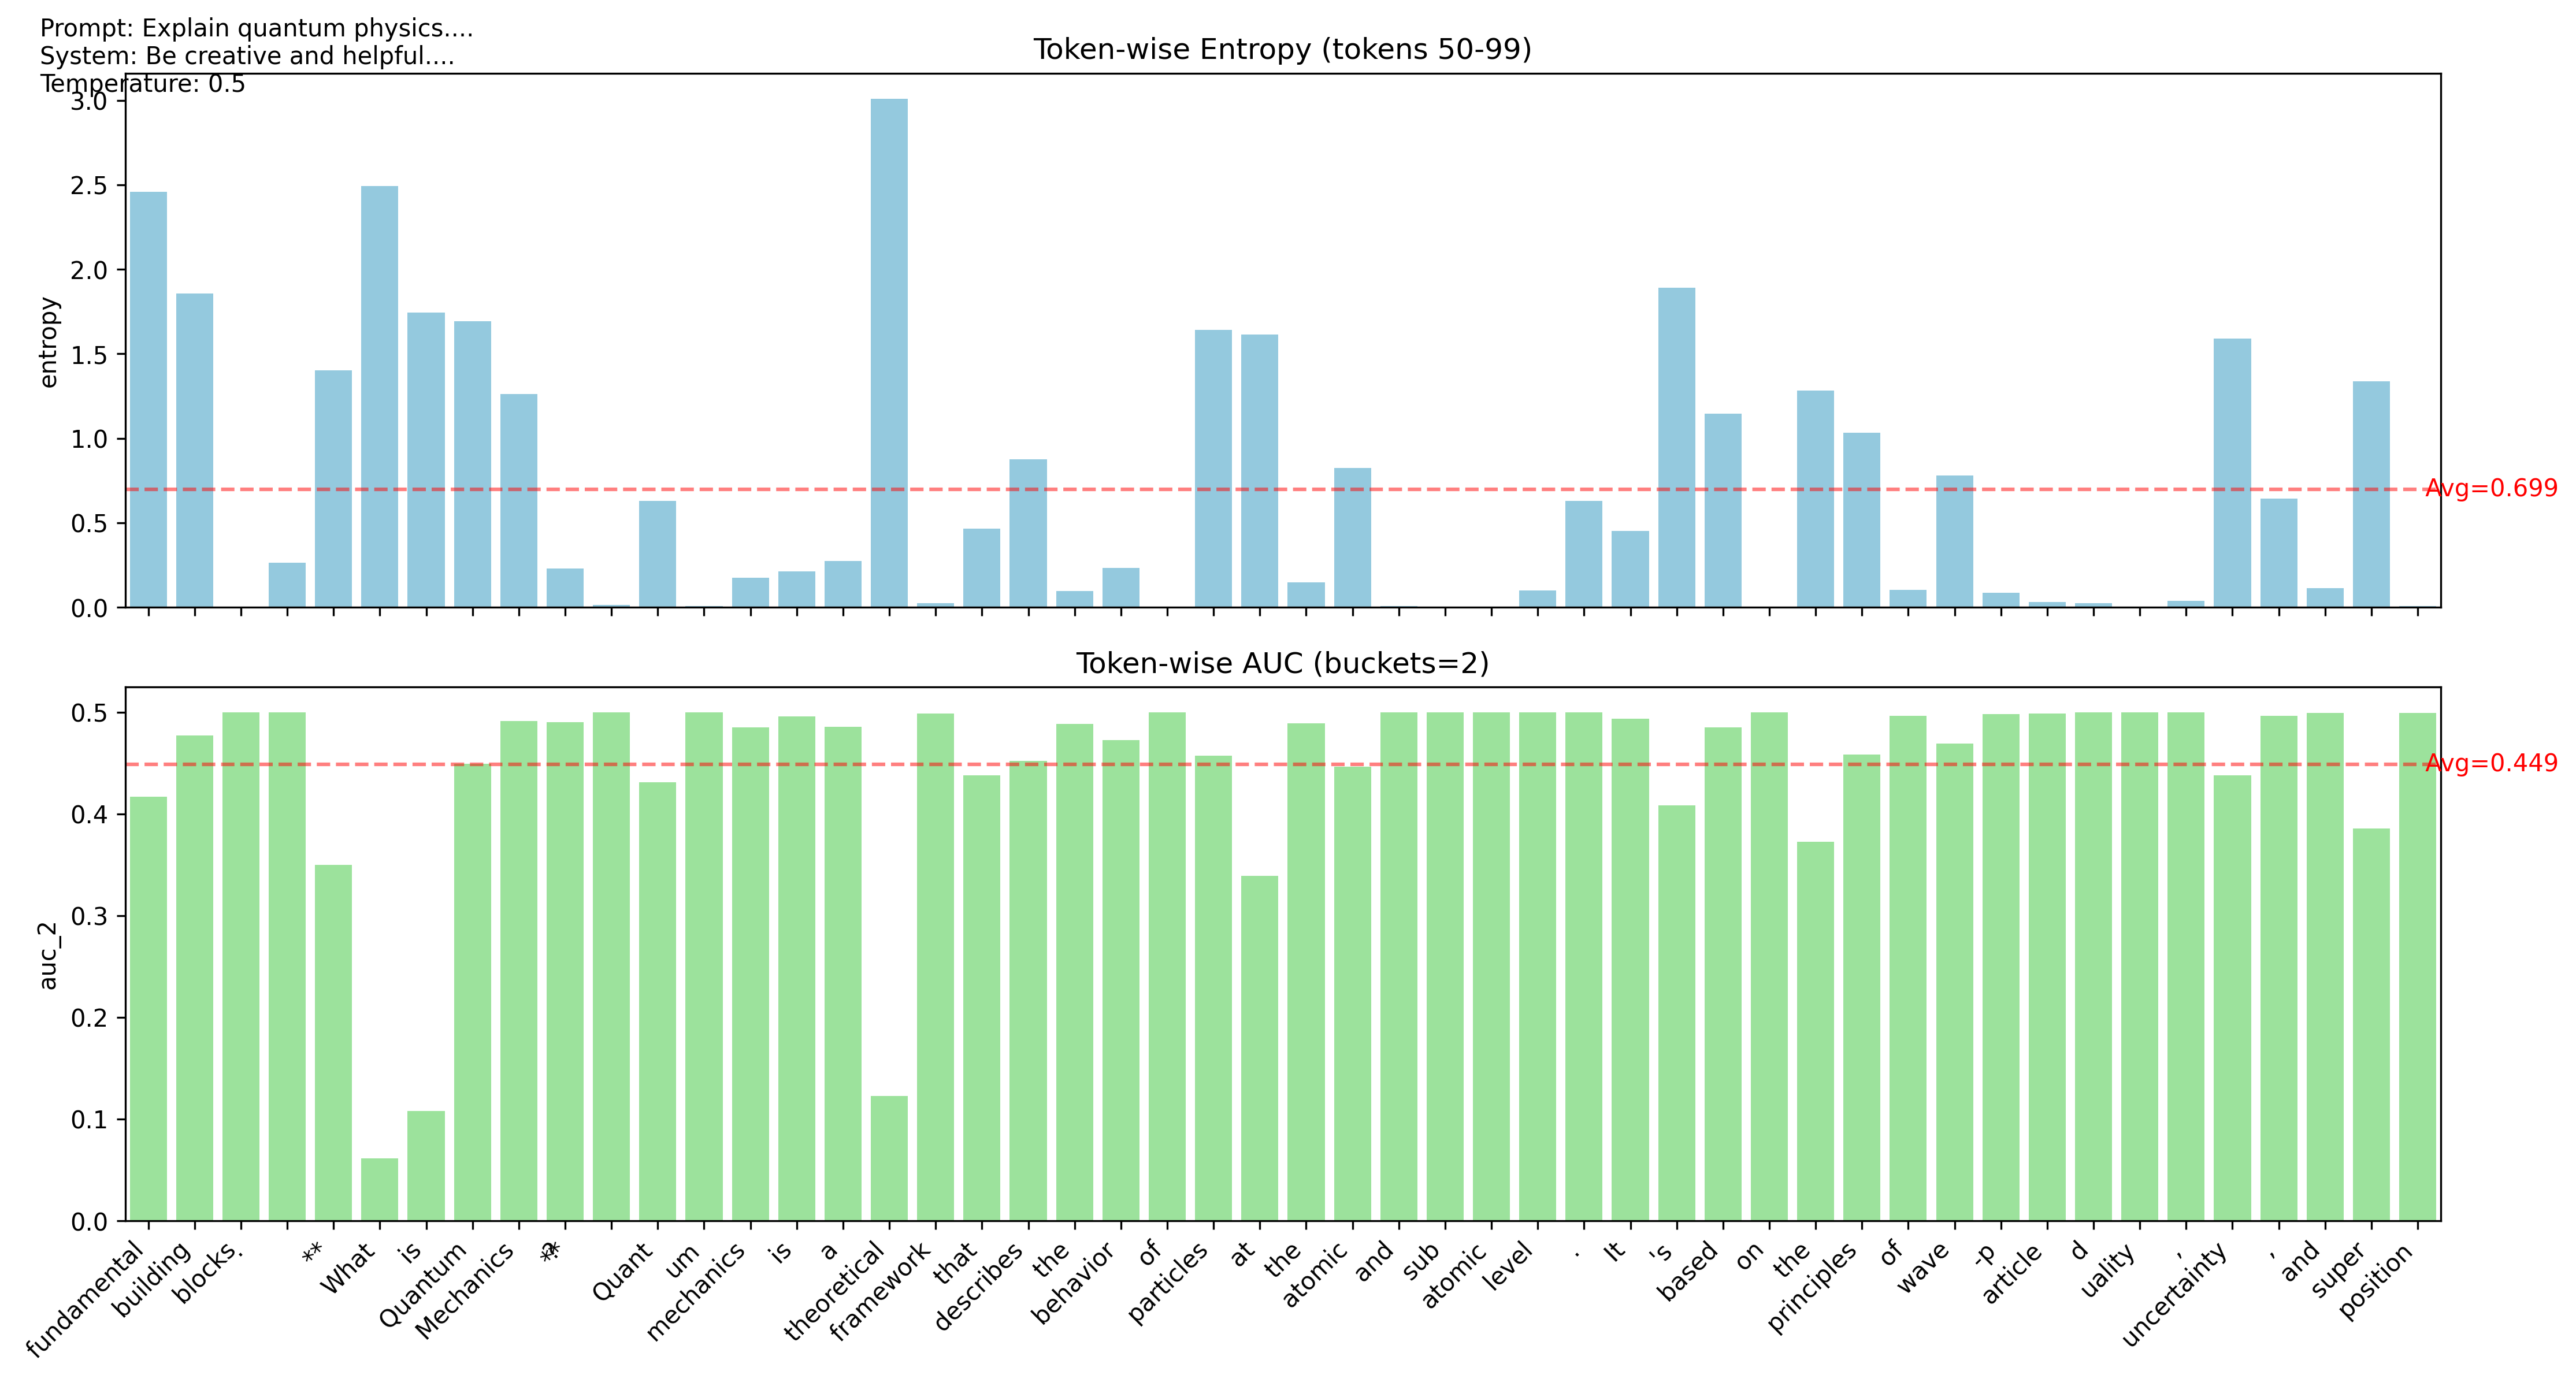 Prompt: Explain quantum physics....
System: Be creative and helpful....
Temperature: 0.5
Token-wise Entropy (tokens 50-99)
entropy
3.0
2.5
2.0
1.5
1.0
0.5
0.0
Avg=0.699
Token-wise AUC (buckets=2)
auc_2
0.5
0.4
0.3
0.2
0.1
0.0
Avg=0.449
fundamental
building
blocks.
**
What
is
Quantum
Mechanics
?
**
Quant
um
mechanics
is
a
theoretical
framework
that
describes
the
behavior
of
particles
at
the
atomic
and
sub
atomic
level
.
It
's
based
on
the
principles
of
wave
-p
article
d
uality
,
uncertainty
,
and
super
position